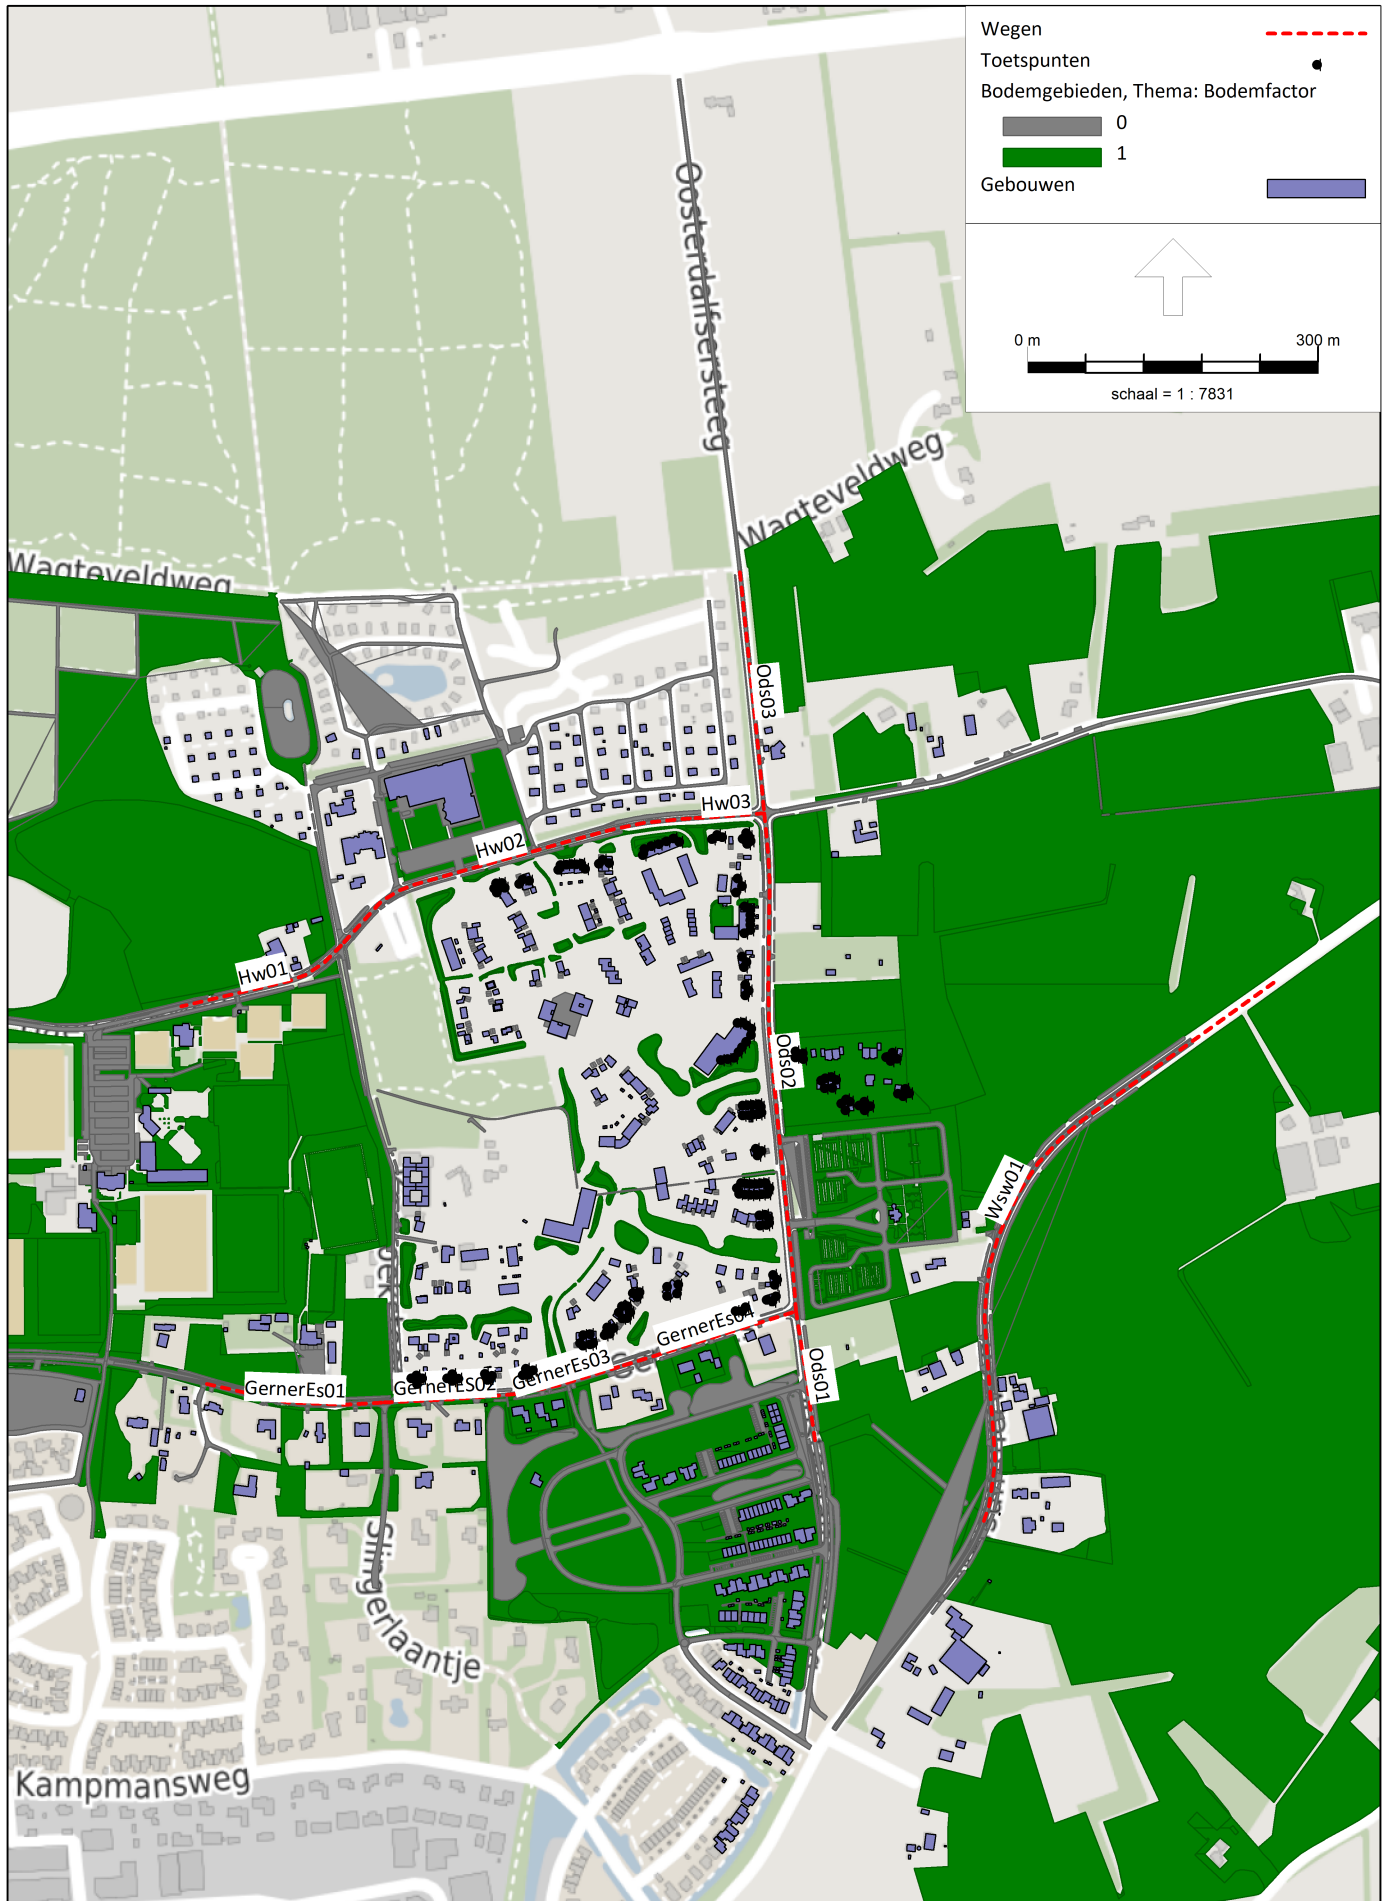 Wegen
Toetspunten
Bodemgebieden, Thema: Bodemfactor
0
1
Gebouwen
0 m
300 m
schaal = 1 : 7831
Oosterdalfsersteeg
Wagteveldweg
Wagteveldweg
Ods03
Hw03
Hw02
Hw01
Ods02
Wsw01
GernerEs04
GernerEs03
GernerES02
GernerEs01
Ods01
Slingerlaantje
Kampmansweg